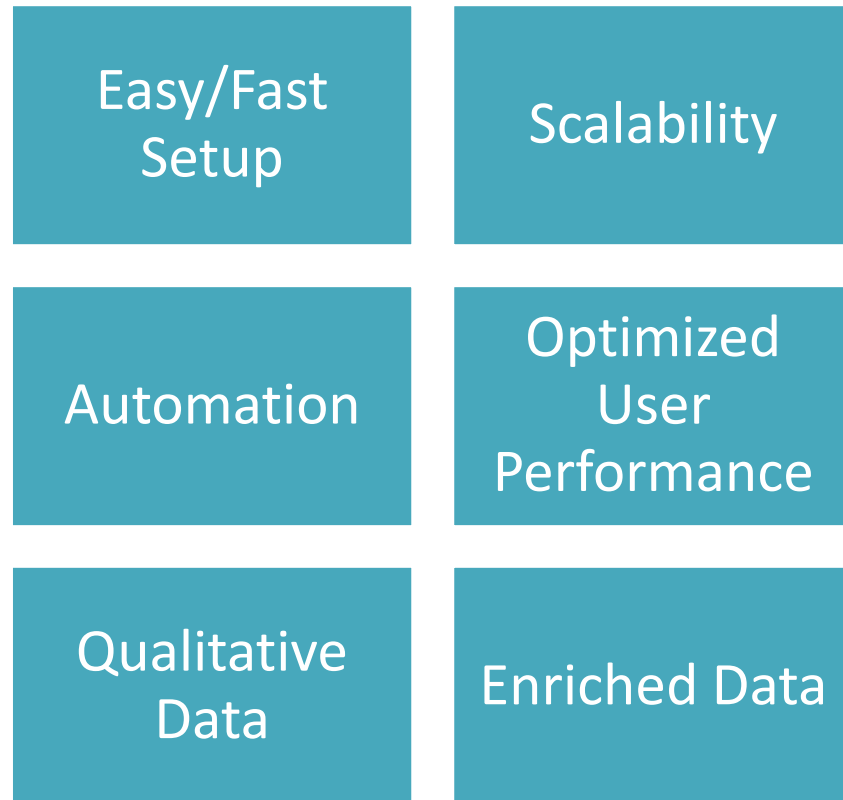 Easy/Fast
Setup
Scalability
Automation
Optimized
User
Performance
Qualitative
Data
Enriched Data